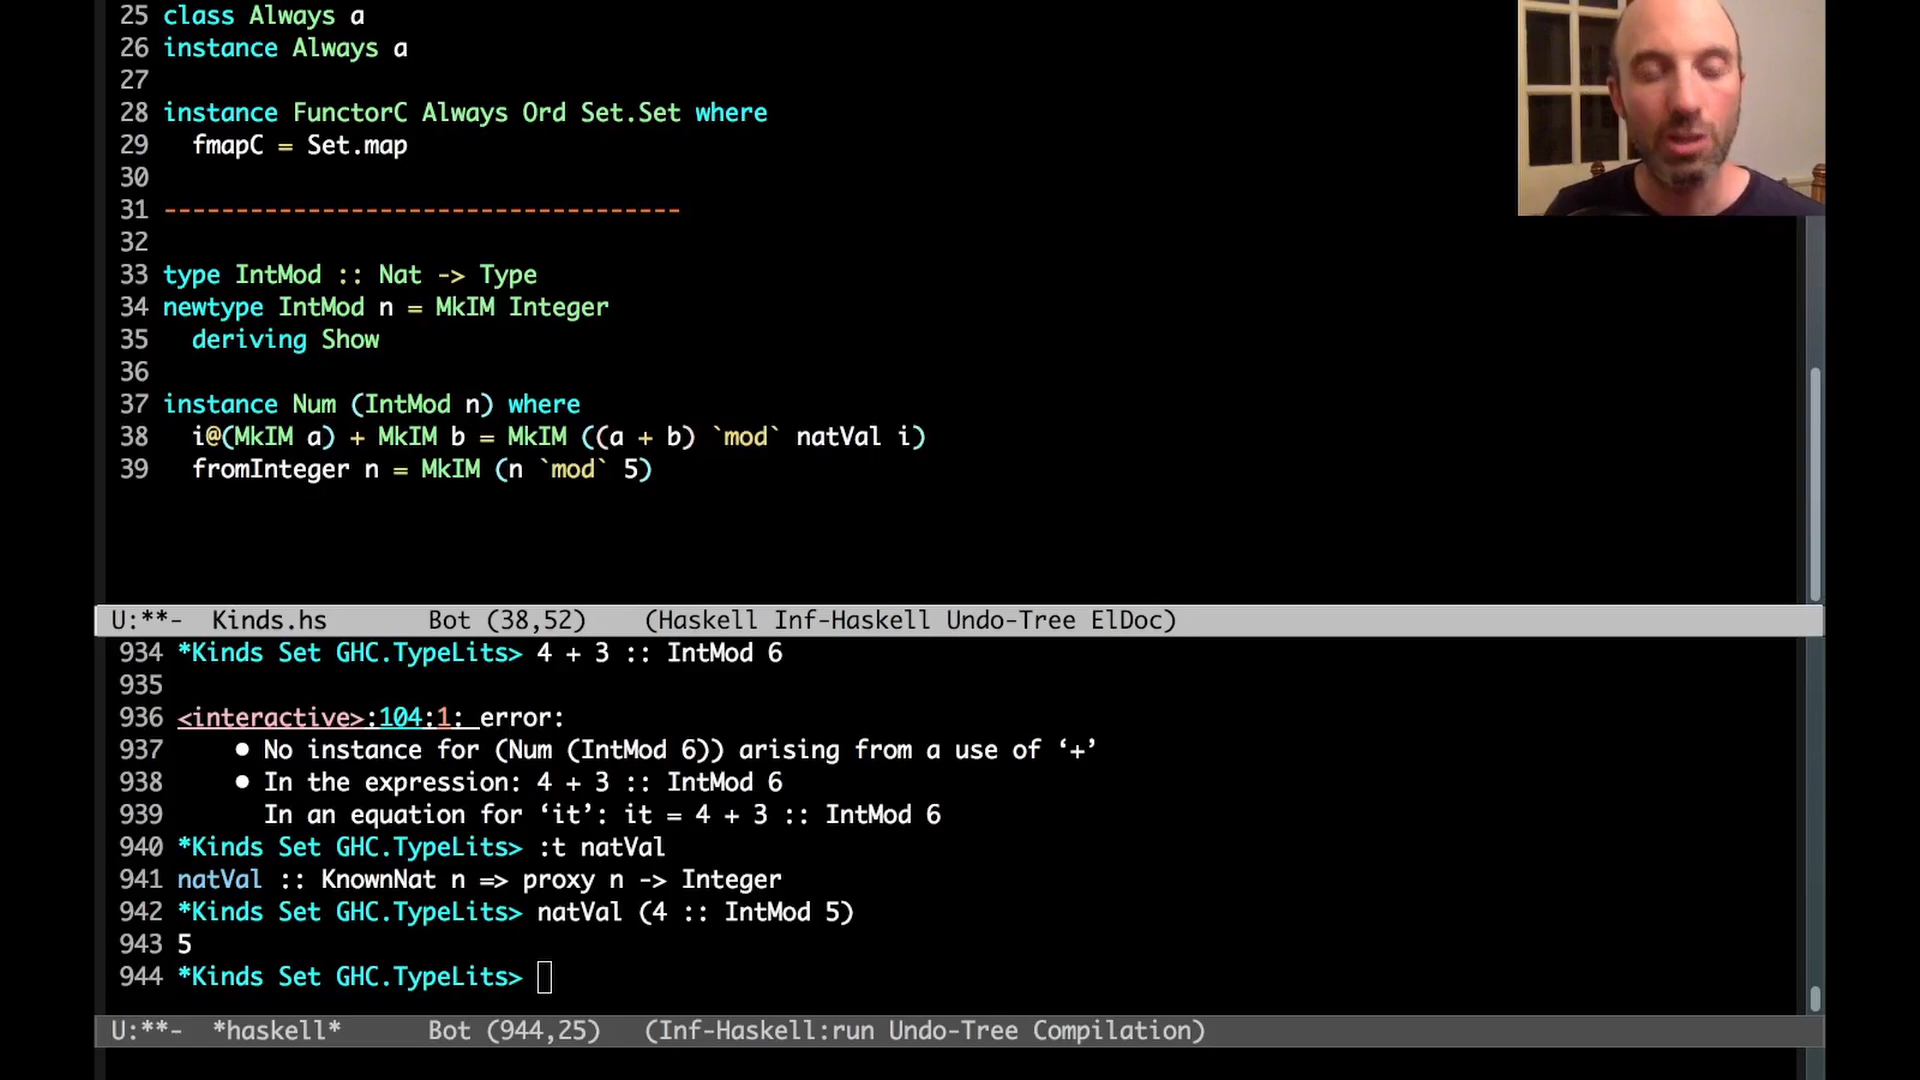 25 class Always a
26 instance Always a
27
28 instance FunctorC Always Ord Set.Set where
29   fmapC = Set.map
30
31 ------------------------------------
32
33 type IntMod :: Nat -> Type
34 newtype IntMod n = MkIM Integer
35   deriving Show
36
37 instance Num (IntMod n) where
38   i@(MkIM a) + MkIM b = MkIM ((a + b) `mod` natVal i)
39   fromInteger n = MkIM (n `mod` 5)
U:**-  Kinds.hs       Bot (38,52)    (Haskell Inf-Haskell Undo-Tree ElDoc)
934 *Kinds Set GHC.TypeLits> 4 + 3 :: IntMod 6
935
936 <interactive>:104:1: error:
937     • No instance for (Num (IntMod 6)) arising from a use of ‘+’
938     • In the expression: 4 + 3 :: IntMod 6
939       In an equation for ‘it’: it = 4 + 3 :: IntMod 6
940 *Kinds Set GHC.TypeLits> :t natVal
941 natVal :: KnownNat n => proxy n -> Integer
942 *Kinds Set GHC.TypeLits> natVal (4 :: IntMod 5)
943 5
944 *Kinds Set GHC.TypeLits>
U:**-  *haskell*      Bot (944,25)   (Inf-Haskell:run Undo-Tree Compilation)